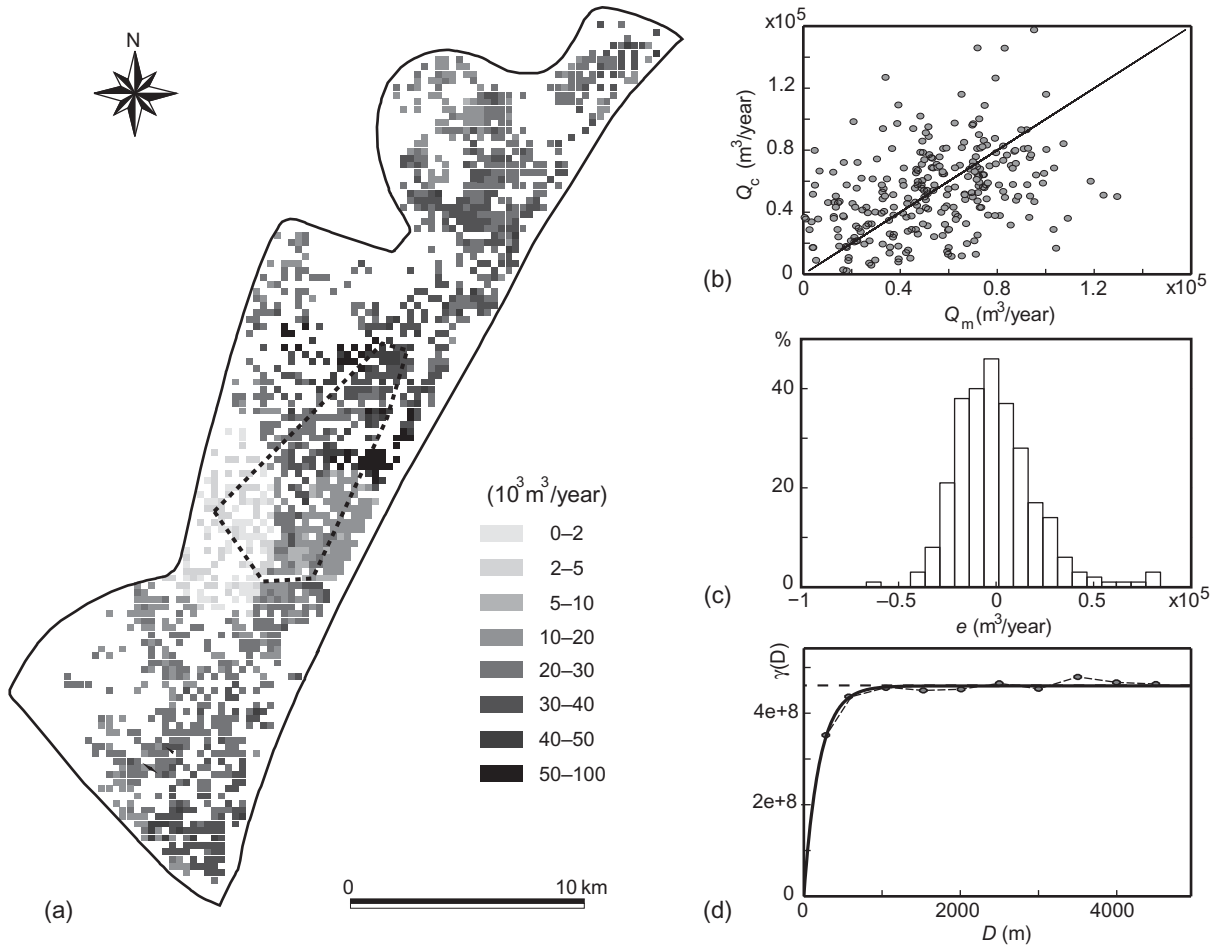 N
(10³m³/year)
0–2
2–5
5–10
10–20
20–30
30–40
40–50
50–100
0 10 km
(a)
x10⁵
1.2
0.8
0.4
0
Q_c (m³/year)
0 0.4 0.8 1.2 x10⁵
Q_m (m³/year)
(b)
%
40
20
0
−1 −0.5 0 0.5 x10⁵
e (m³/year)
(c)
γ(D)
4e+8
2e+8
0
0 2000 4000
D (m)
(d)